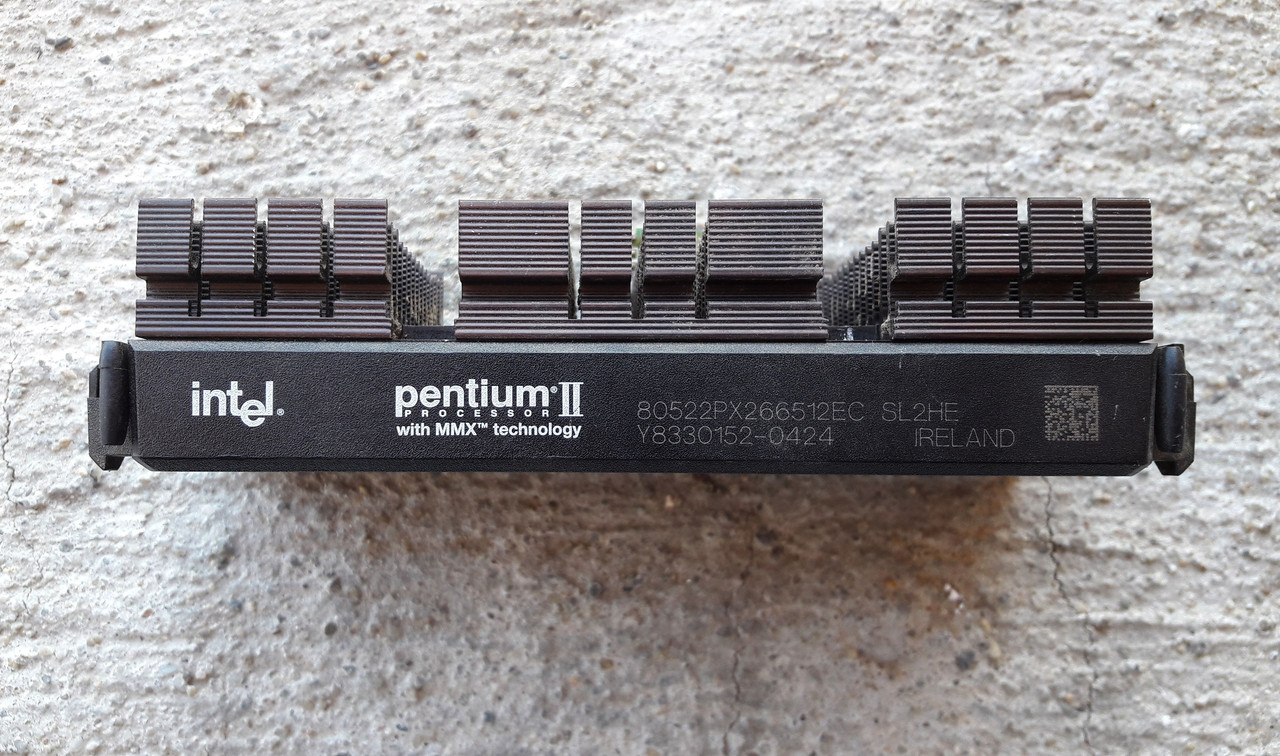 intel®
pentium® II
PROCESSOR
with MMX™ technology
80522PX266512EC SL2HE
Y8330152-0424 IRELAND